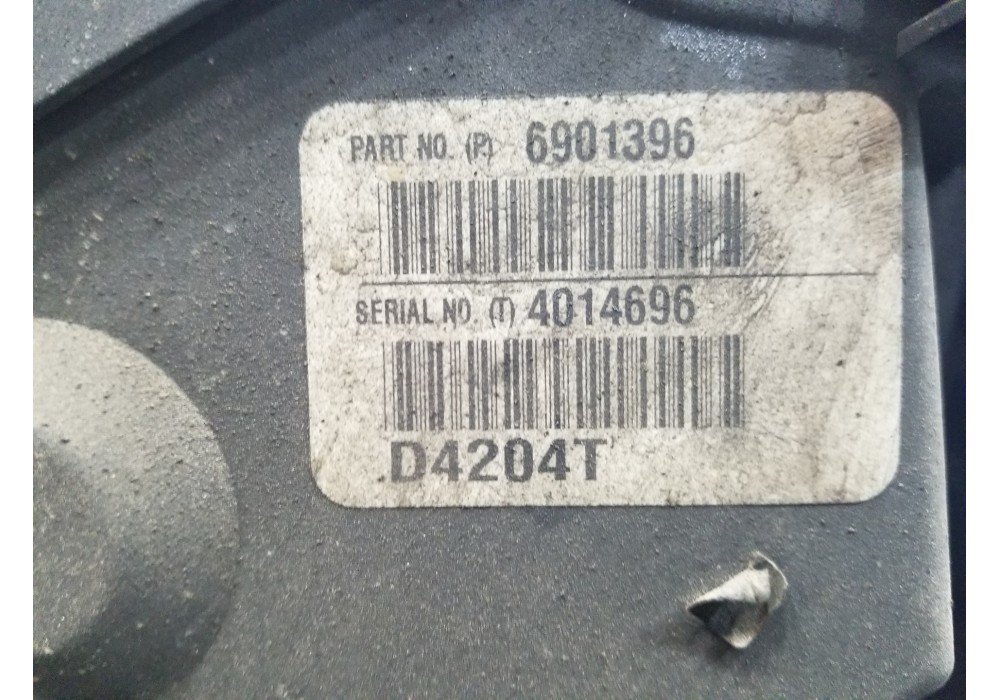 PART NO. (P) 6901396
SERIAL NO. (T) 4014696
D4204T